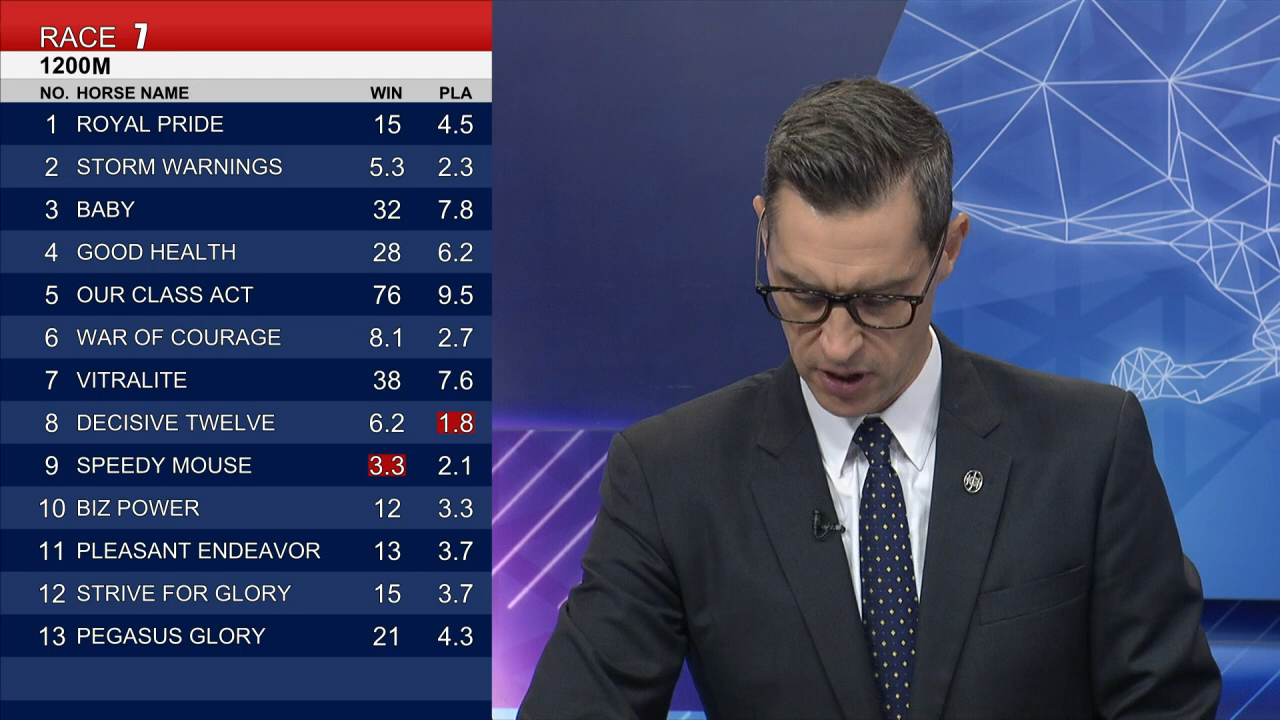 RACE 7
1200M
NO. HORSE NAME WIN PLA
1 ROYAL PRIDE 15 4.5
2 STORM WARNINGS 5.3 2.3
3 BABY 32 7.8
4 GOOD HEALTH 28 6.2
5 OUR CLASS ACT 76 9.5
6 WAR OF COURAGE 8.1 2.7
7 VITRALITE 38 7.6
8 DECISIVE TWELVE 6.2 1.8
9 SPEEDY MOUSE 3.3 2.1
10 BIZ POWER 12 3.3
11 PLEASANT ENDEAVOR 13 3.7
12 STRIVE FOR GLORY 15 3.7
13 PEGASUS GLORY 21 4.3